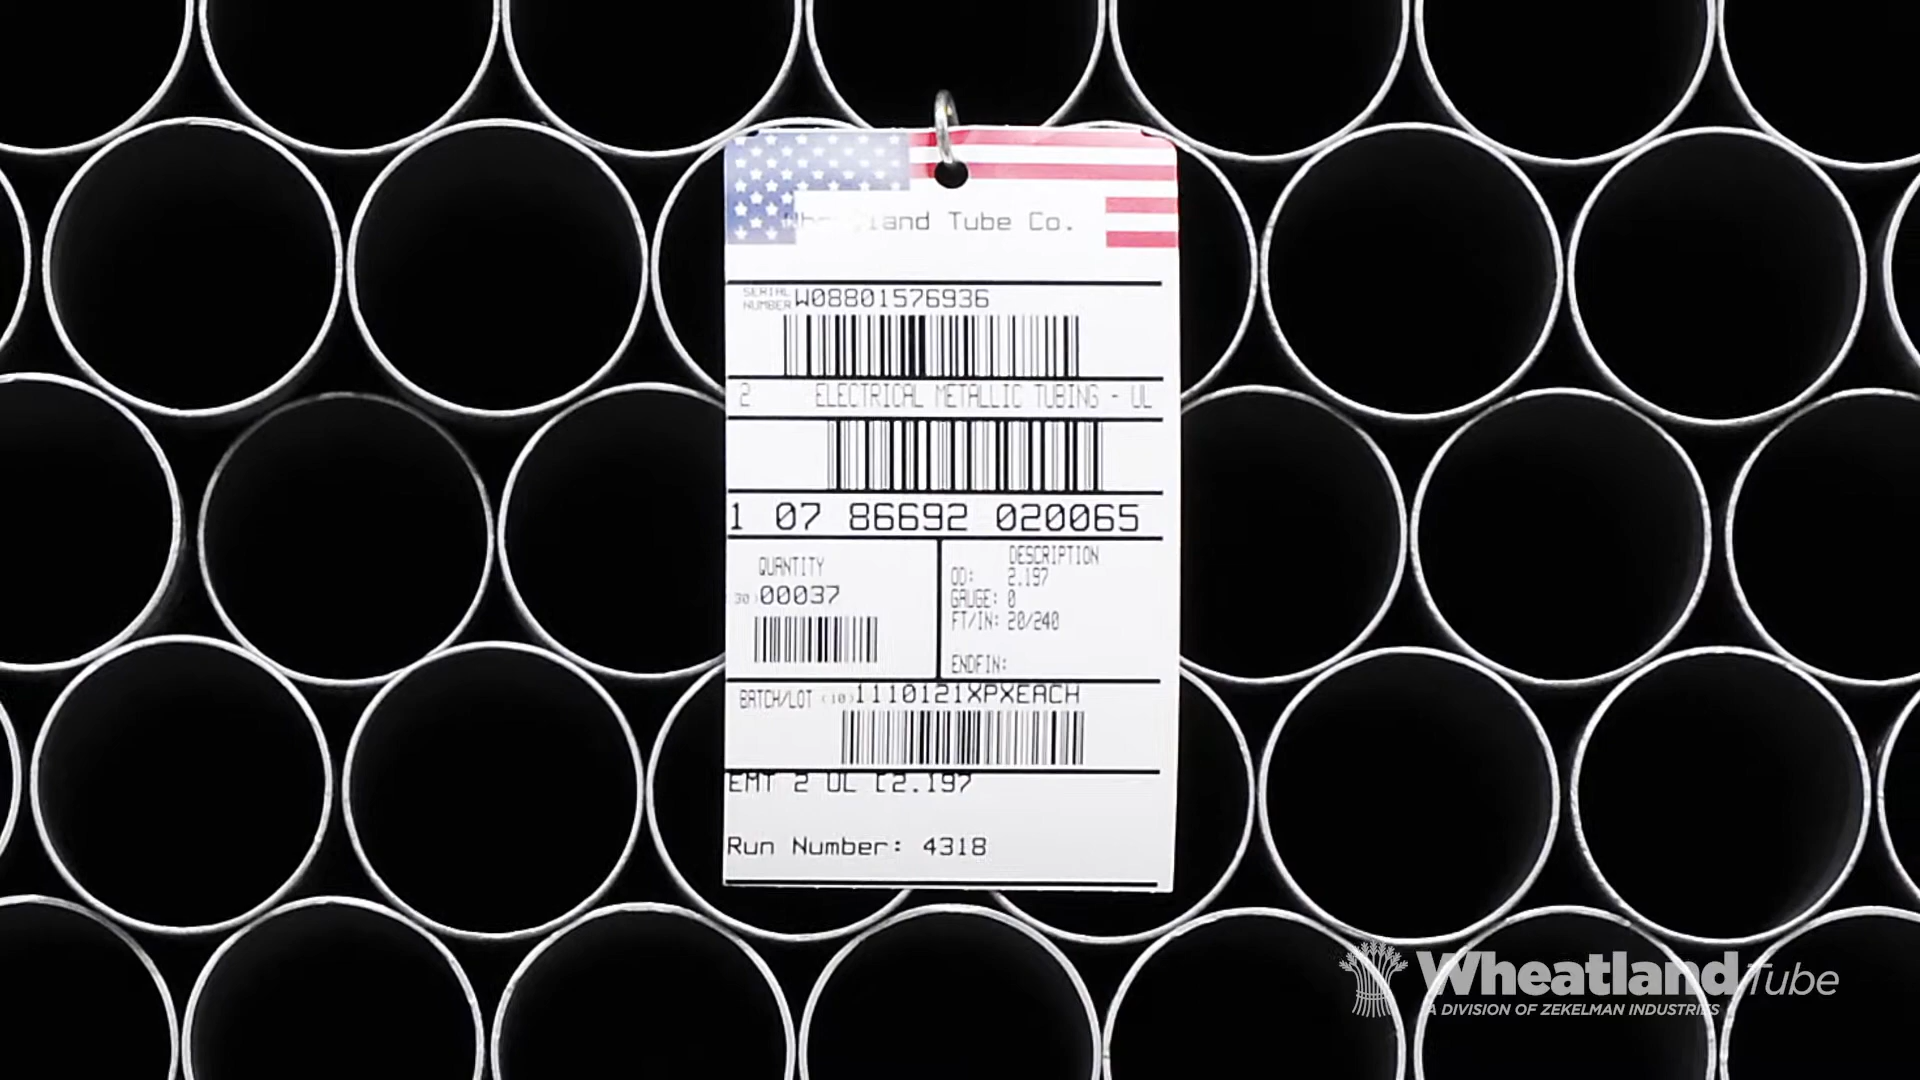 Wheatland Tube Co.
SERIAL NUMBER W08801576936
2 ELECTRICAL METALLIC TUBING - UL
1 07 86692 020065
QUANTITY
(30) 00037
DESCRIPTION
OD: 2.197
GAUGE: 0
FT/IN: 20/240
ENDFIN:
BATCH/LOT (10) 1110121XPXEACH
EMT 2 UL [2.197
Run Number: 4318
Wheatland Tube
A DIVISION OF ZEKELMAN INDUSTRIES